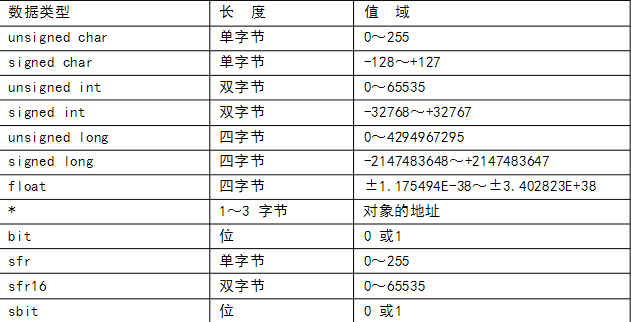 数据类型 长 度 值 域
unsigned char 单字节 0～255
signed char 单字节 -128～+127
unsigned int 双字节 0～65535
signed int 双字节 -32768～+32767
unsigned long 四字节 0～4294967295
signed long 四字节 -2147483648～+2147483647
float 四字节 ±1.175494E-38～±3.402823E+38
* 1～3 字节 对象的地址
bit 位 0 或1
sfr 单字节 0～255
sfr16 双字节 0～65535
sbit 位 0 或1